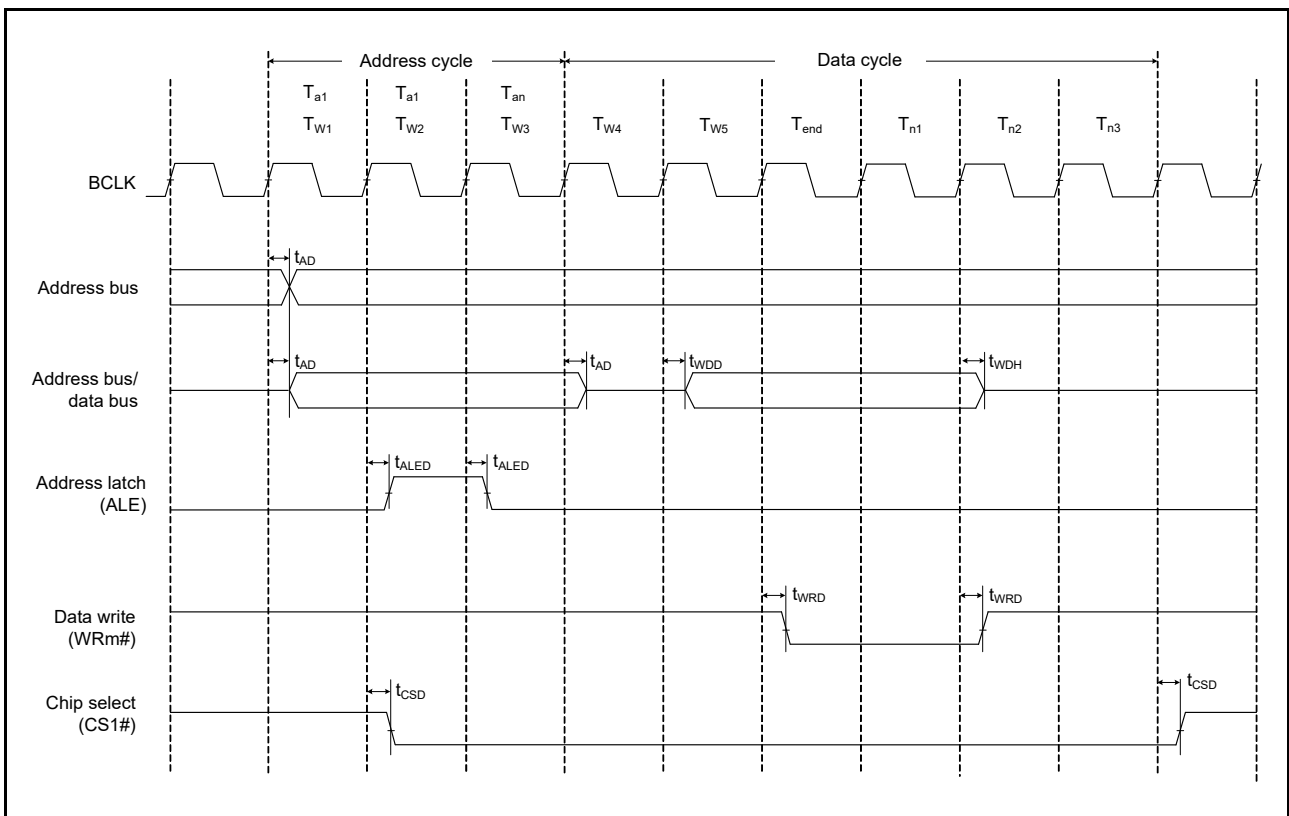 Address cycle Data cycle
Ta1 Ta1 Tan
TW1 TW2 TW3 TW4 TW5 Tend Tn1 Tn2 Tn3
BCLK
tAD
Address bus
tAD tAD tWDD tWDH
Address bus/
data bus
tALED tALED
Address latch
(ALE)
tWRD tWRD
Data write
(WRm#)
tCSD tCSD
Chip select
(CS1#)